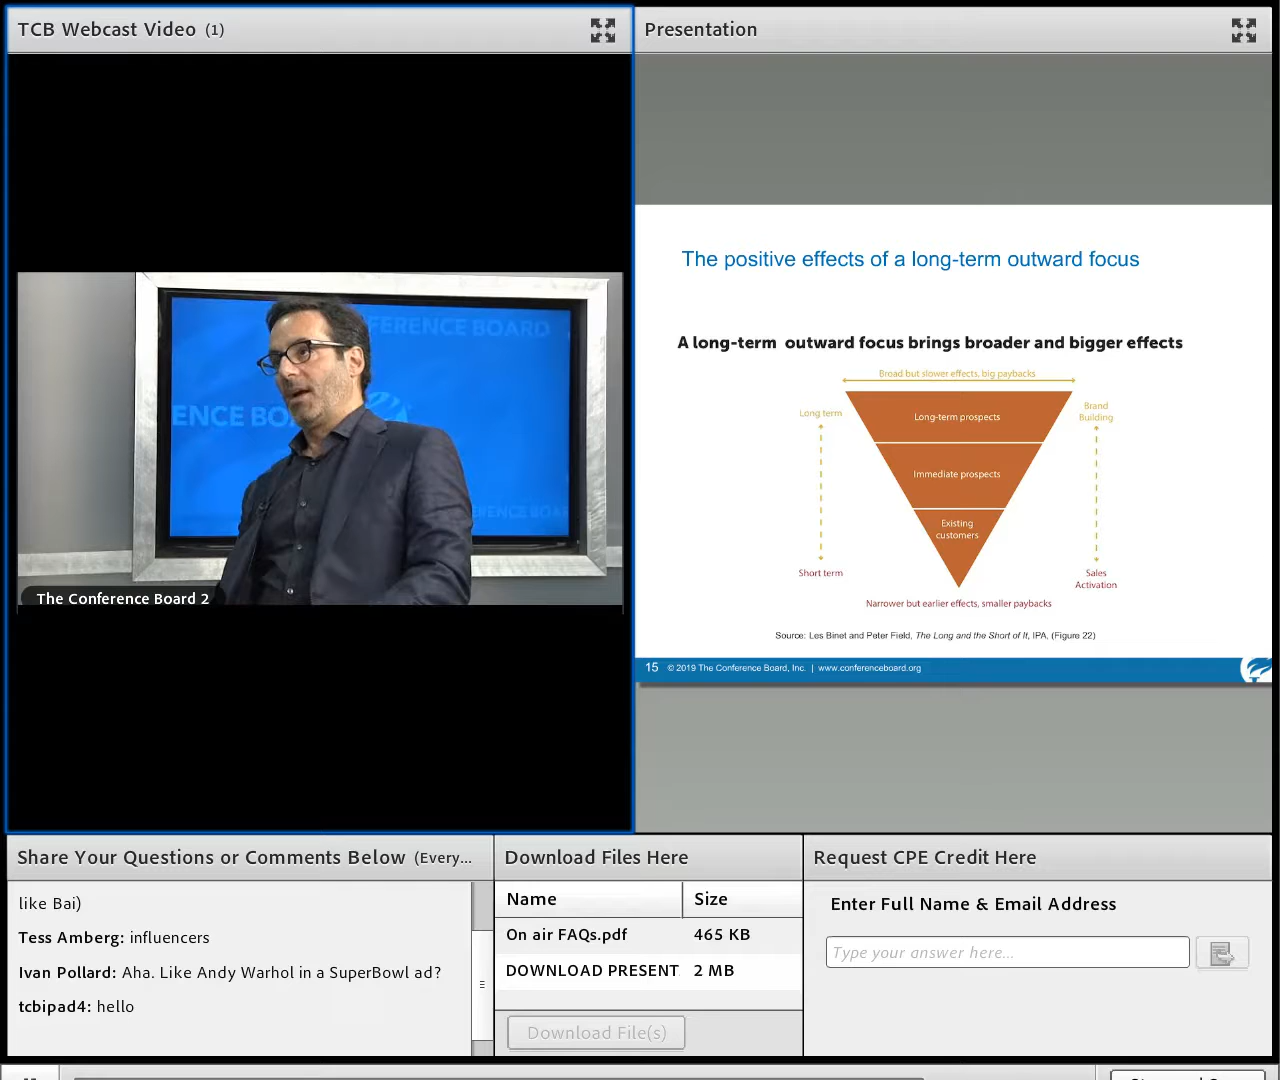 TCB Webcast Video (1)
Presentation
FERENCE BOARD
ENCE BOA
ERENCE BOAR
The Conference Board 2
The positive effects of a long-term outward focus
A long-term outward focus brings broader and bigger effects
Broad but slower effects, big paybacks
Long term
Long-term prospects
Brand
Building
Immediate prospects
Existing
customers
Short term
Sales
Activation
Narrower but earlier effects, smaller paybacks
Source: Les Binet and Peter Field, The Long and the Short of It, IPA, (Figure 22)
15 © 2019 The Conference Board, Inc. | www.conferenceboard.org
Share Your Questions or Comments Below (Every...
like Bai)
Tess Amberg: influencers
Ivan Pollard: Aha. Like Andy Warhol in a SuperBowl ad?
tcbipad4: hello
Download Files Here
Name Size
On air FAQs.pdf 465 KB
DOWNLOAD PRESENT 2 MB
Download File(s)
Request CPE Credit Here
Enter Full Name & Email Address
Type your answer here...